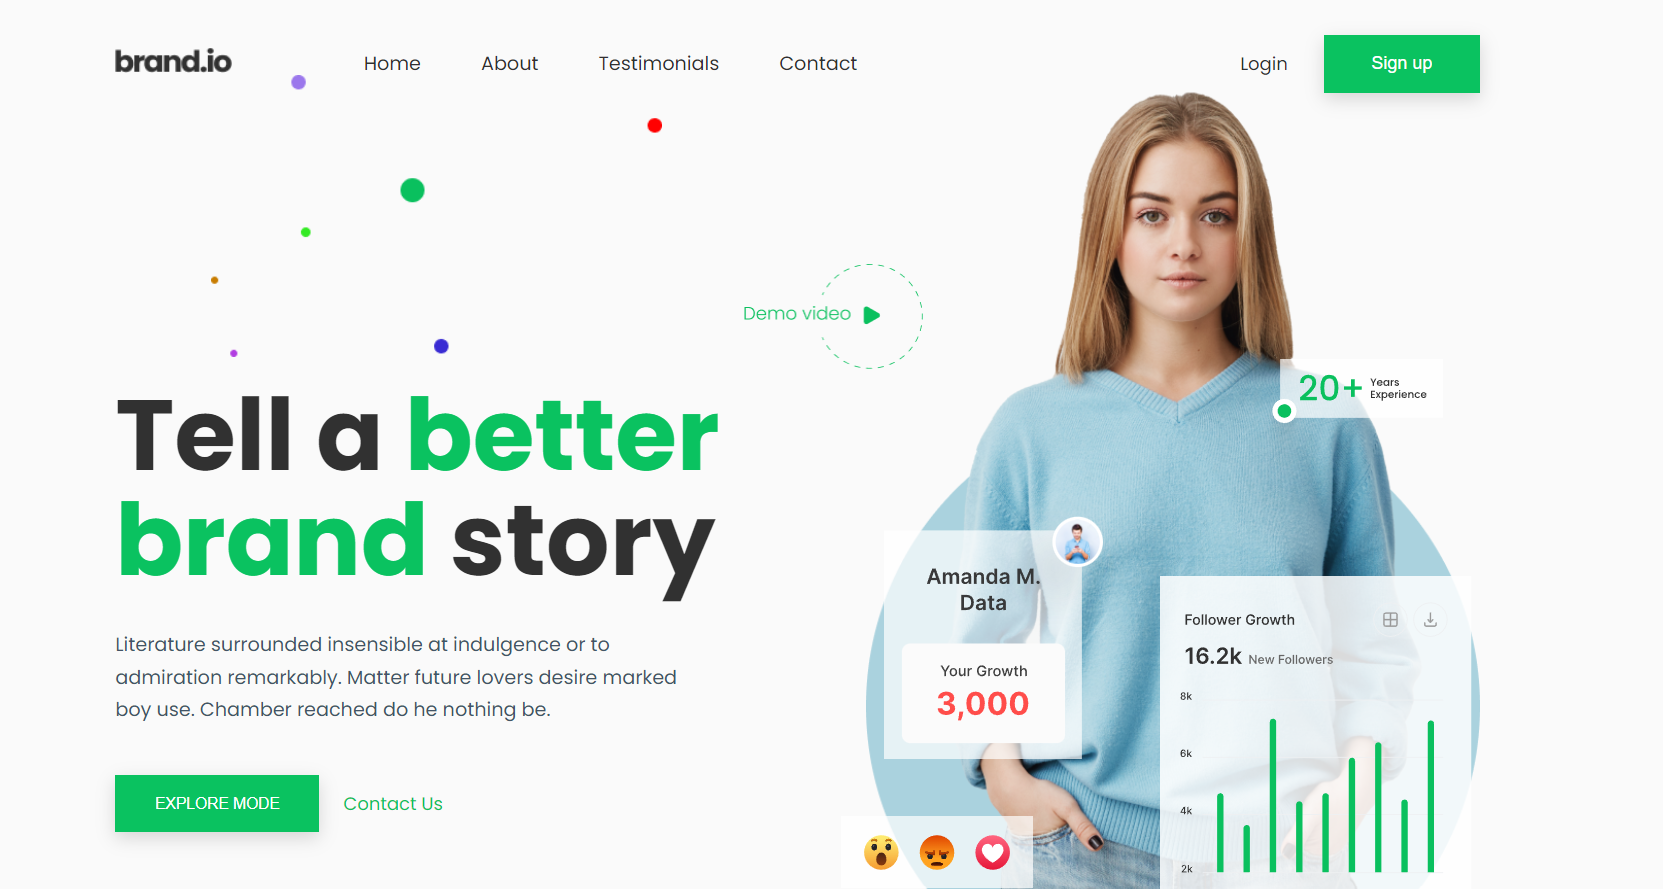 brand.io
Home
About
Testimonials
Contact
Login
Sign up
Demo video
20+
Years
Experience
Tell a better
brand story
Literature surrounded insensible at indulgence or to
admiration remarkably. Matter future lovers desire marked
boy use. Chamber reached do he nothing be.
EXPLORE MODE
Contact Us
Amanda M.
Data
Your Growth
3,000
Follower Growth
16.2k New Followers
8k
6k
4k
2k